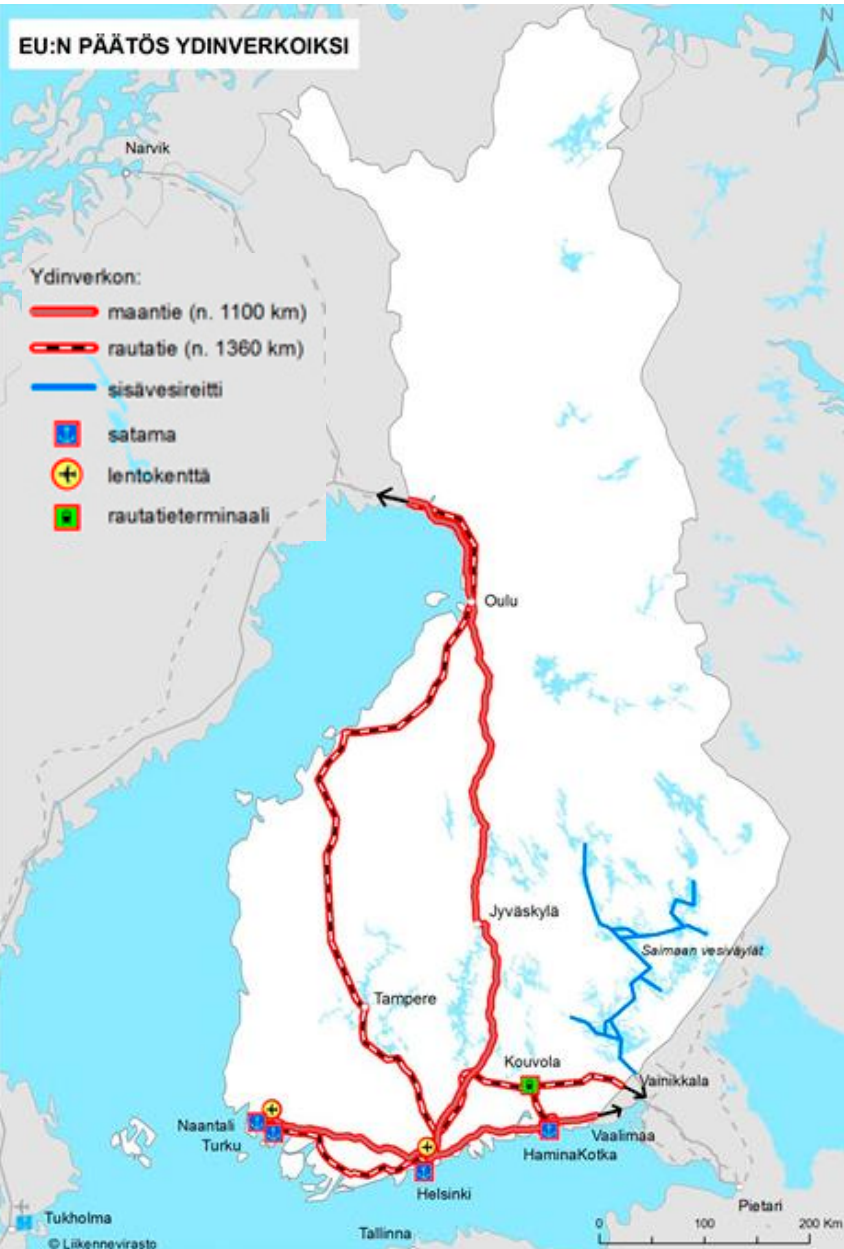 EU:N PÄÄTÖS YDINVERKOIKSI
N
Narvik
Ydinverkon:
maantie (n. 1100 km)
rautatie (n. 1360 km)
sisävesireitti
satama
lentokenttä
rautatieterminaali
Oulu
Jyväskylä
Saimaan vesiväylät
Tampere
Kouvola
Vainikkala
Naantali
Turku
Vaalimaa
HaminaKotka
Helsinki
Pietari
Tukholma
Tallinna
0 100 200 Km
© Liikennevirasto